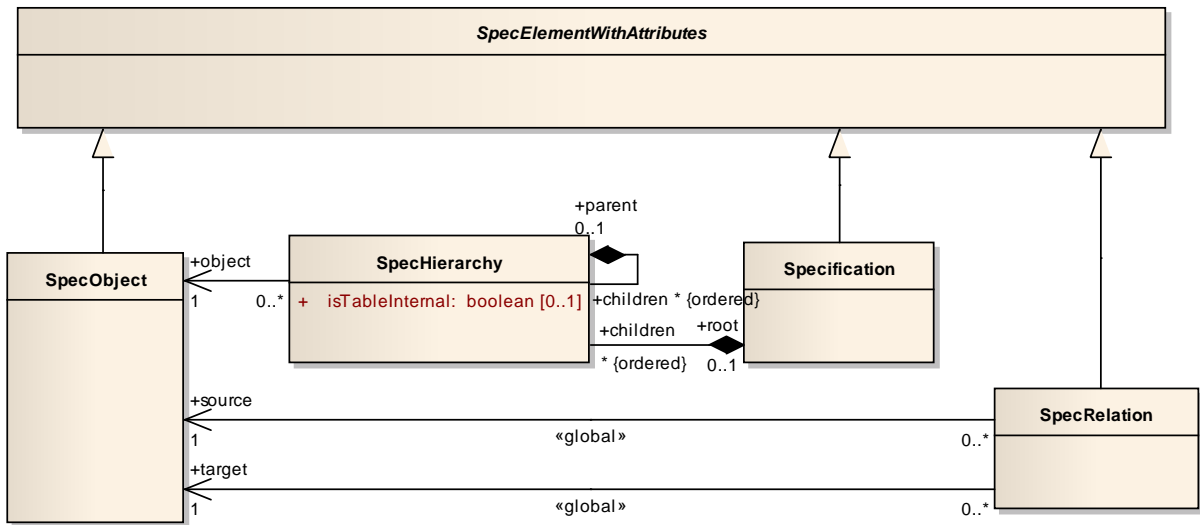 SpecElementWithAttributes
+parent
0..1
SpecObject
+object
1
0..*
SpecHierarchy
+ isTableInternal: boolean [0..1]
+children * {ordered}
+children
* {ordered}
+root
0..1
Specification
+source
1
«global»
0..*
SpecRelation
+target
1
«global»
0..*